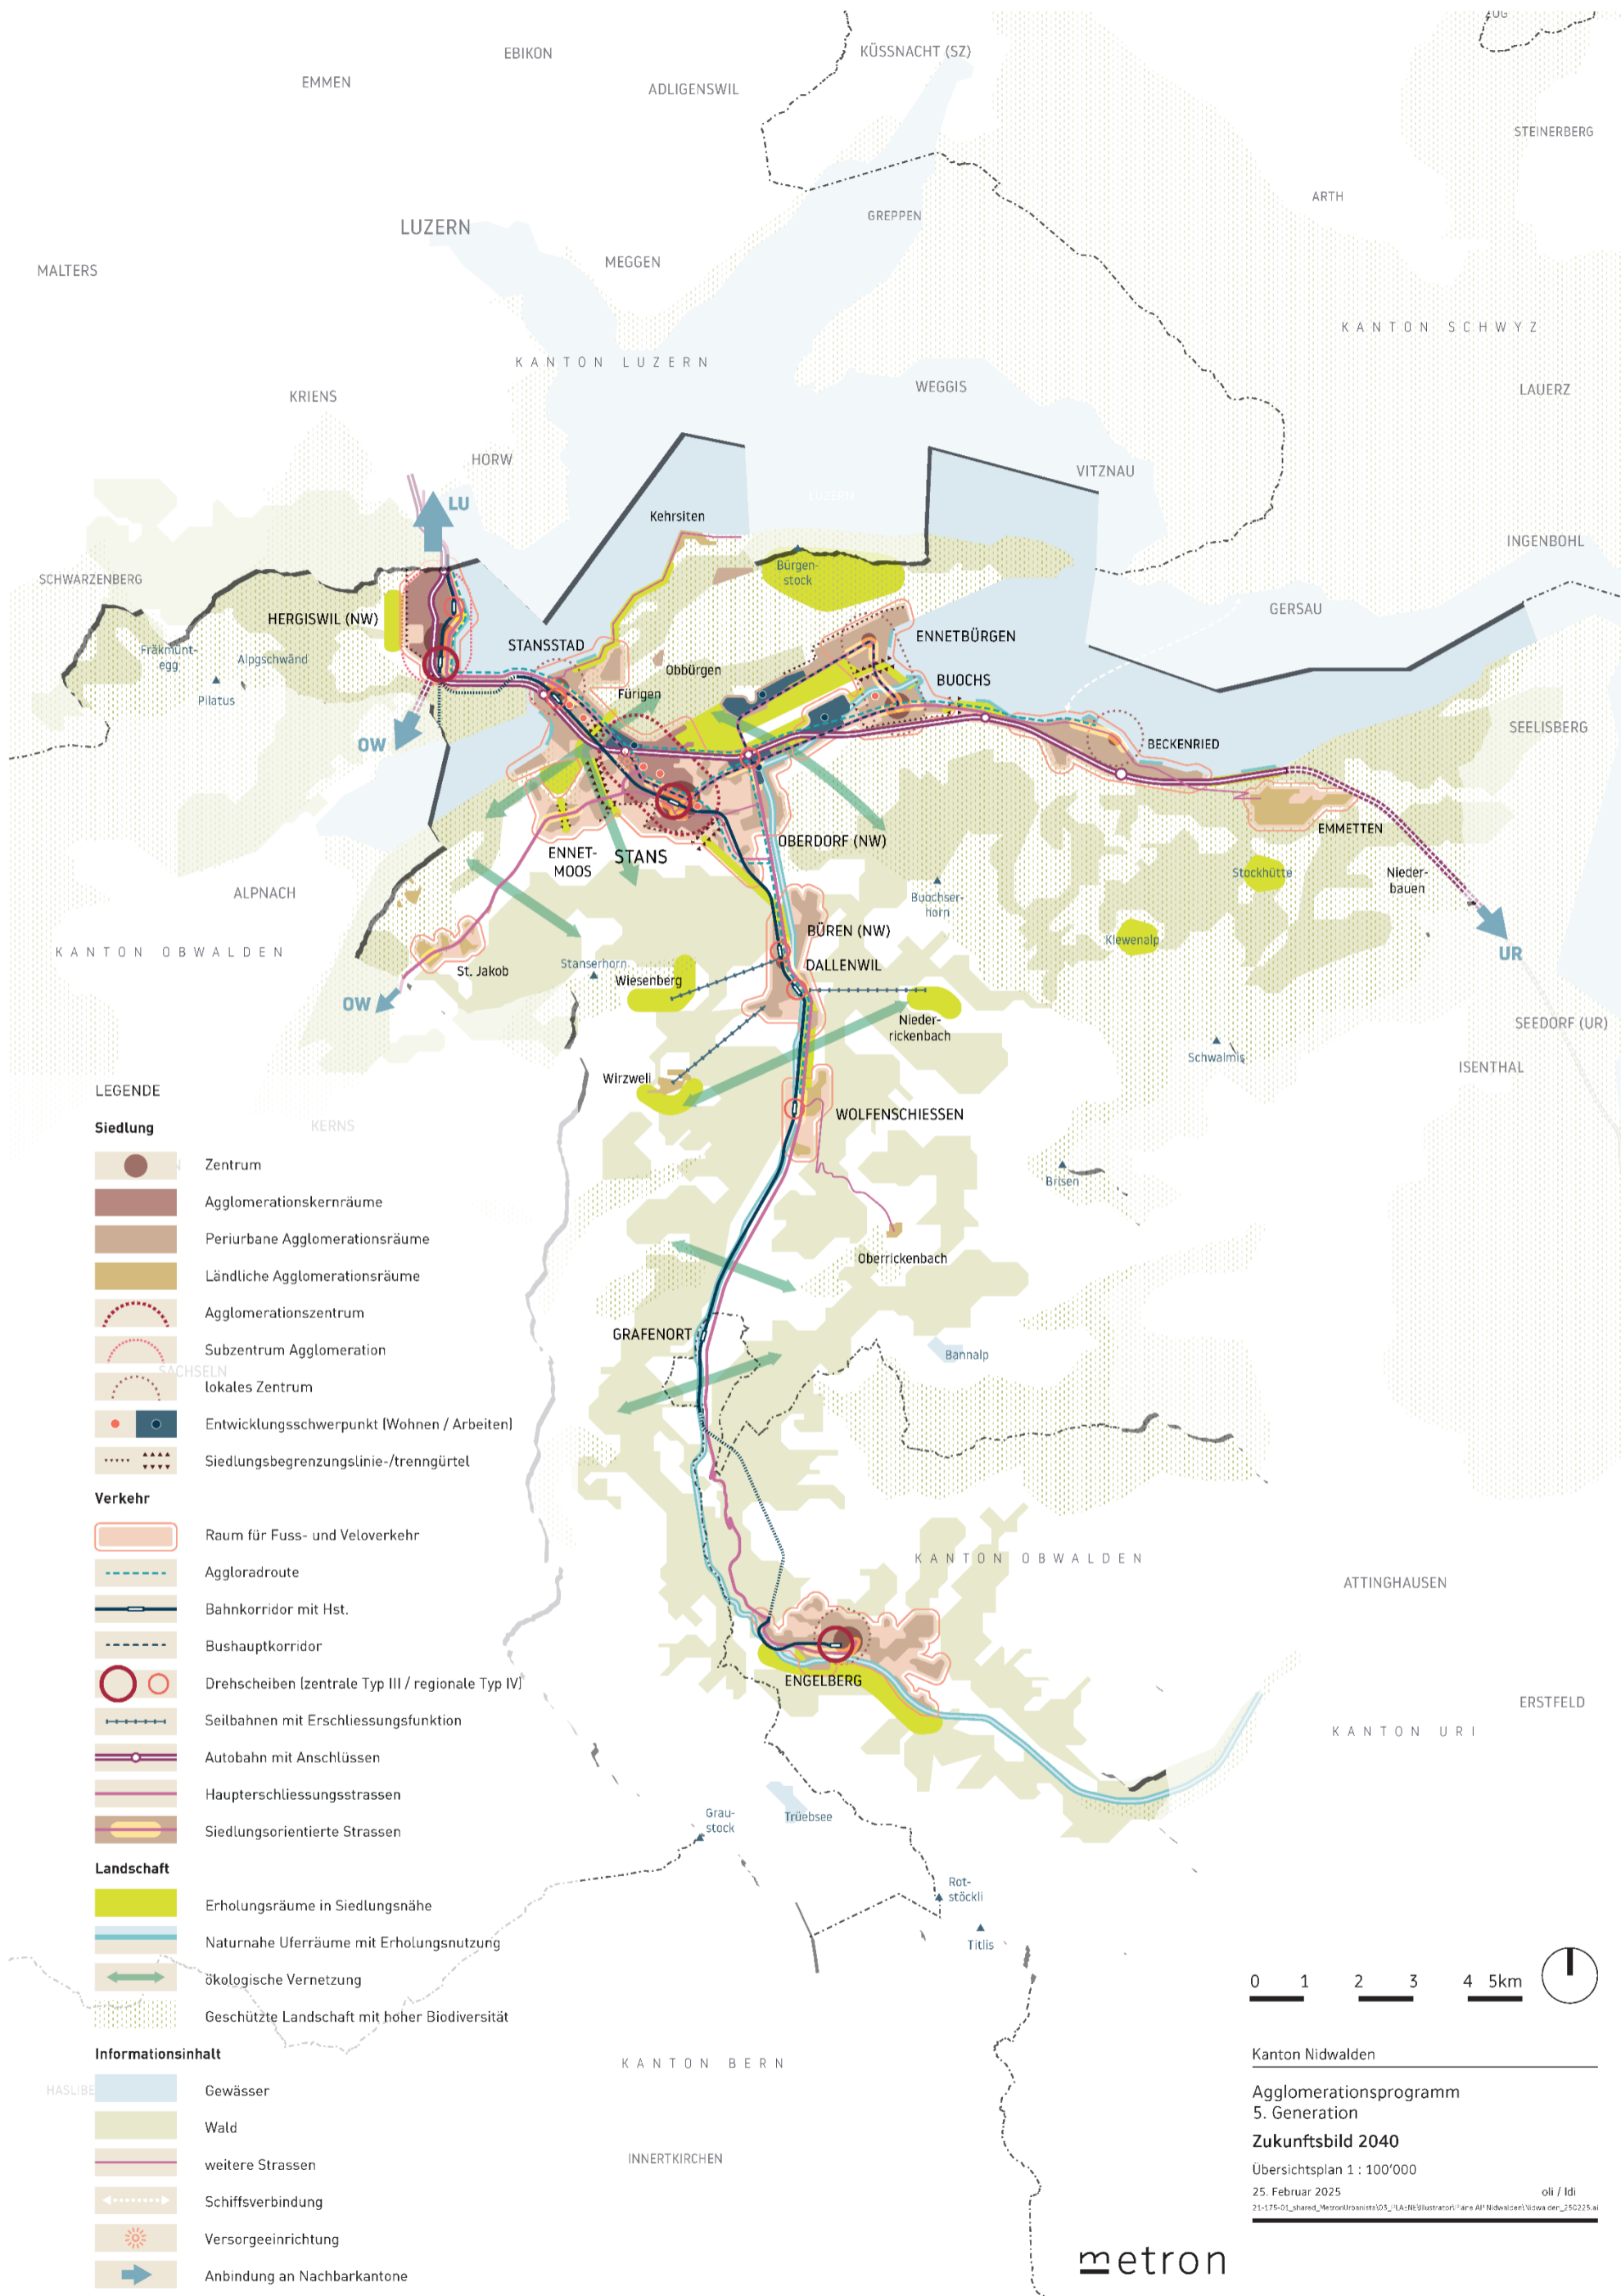 ZUG
EBIKON
KÜSSNACHT (SZ)
EMMEN
ADLIGENSWIL
STEINERBERG
ARTH
GREPPEN
LUZERN
MEGGEN
MALTERS
KANTON SCHWYZ
KANTON LUZERN
WEGGIS
LAUERZ
KRIENS
HORW
VITZNAU
LU
LUZERN
Kehrsiten
INGENBOHL
Bürgen-
stock
SCHWARZENBERG
GERSAU
HERGISWIL (NW)
ENNETBÜRGEN
STANSSTAD
Fräkmünt-
egg
Alpgschwänd
Obbürgen
BUOCHS
Pilatus
Fürigen
SEELISBERG
OW
BECKENRIED
EMMETTEN
OBERDORF (NW)
ENNET-
MOOS
STANS
Stockhütte
Nieder-
bauen
ALPNACH
Buochser-
horn
BÜREN (NW)
Klewenalp
KANTON OBWALDEN
UR
Stanserhorn
DALLENWIL
St. Jakob
Wiesenberg
OW
Nieder-
rickenbach
SEEDORF (UR)
Schwalmis
ISENTHAL
Wirzweli
WOLFENSCHIESSEN
KERNS
Brisen
Oberrickenbach
GRAFENORT
Bannalp
SACHSELN
KANTON OBWALDEN
ATTINGHAUSEN
ENGELBERG
ERSTFELD
KANTON URI
Grau-
stock
Trüebsee
Rot-
stöckli
Titlis
KANTON BERN
INNERTKIRCHEN
HASLIBE
LEGENDE
Siedlung
Zentrum
Agglomerationskernräume
Periurbane Agglomerationsräume
Ländliche Agglomerationsräume
Agglomerationszentrum
Subzentrum Agglomeration
lokales Zentrum
Entwicklungsschwerpunkt (Wohnen / Arbeiten)
Siedlungsbegrenzungslinie-/trenngürtel
Verkehr
Raum für Fuss- und Veloverkehr
Aggloradroute
Bahnkorridor mit Hst.
Bushauptkorridor
Drehscheiben (zentrale Typ III / regionale Typ IV)
Seilbahnen mit Erschliessungsfunktion
Autobahn mit Anschlüssen
Haupterschliessungsstrassen
Siedlungsorientierte Strassen
Landschaft
Erholungsräume in Siedlungsnähe
Naturnahe Uferräume mit Erholungsnutzung
ökologische Vernetzung
Geschützte Landschaft mit hoher Biodiversität
Informationsinhalt
Gewässer
Wald
weitere Strassen
Schiffsverbindung
Versorgeeinrichtung
Anbindung an Nachbarkantone
0 1 2 3 4 5km
Kanton Nidwalden
Agglomerationsprogramm
5. Generation
Zukunftsbild 2040
Übersichtsplan 1 : 100'000
25. Februar 2025 oli / ldi
metron